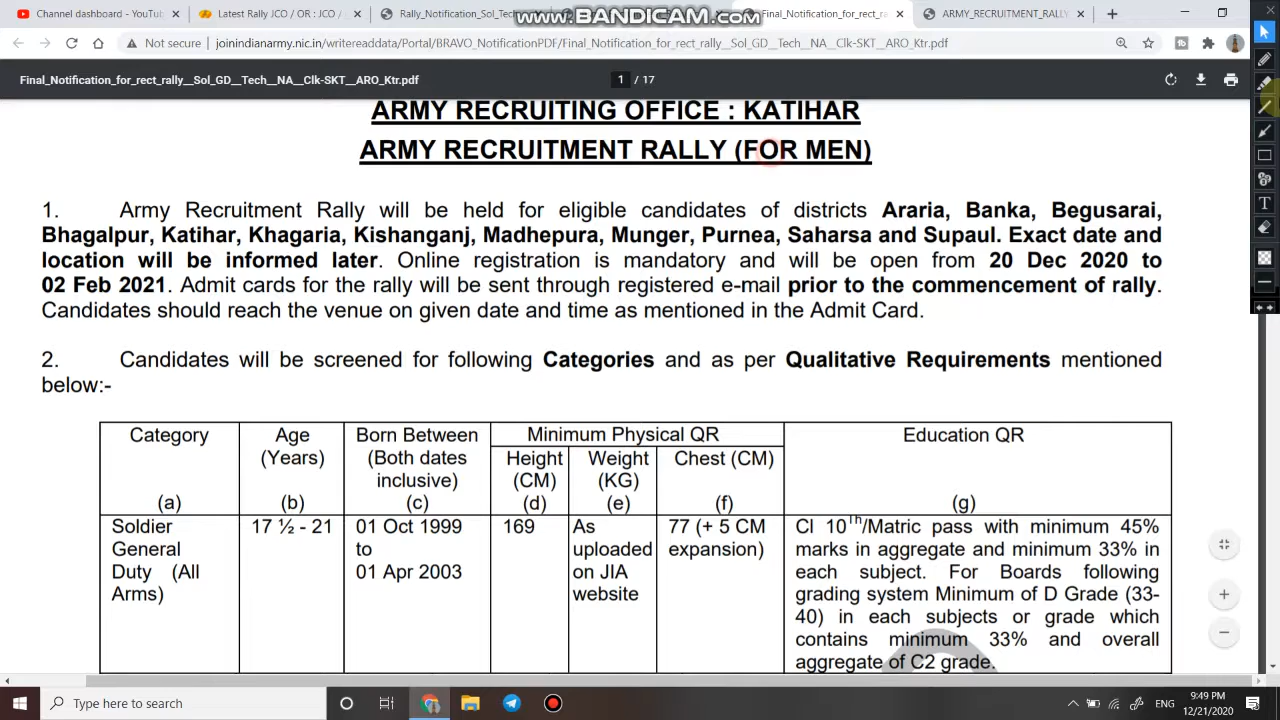 Channel dashboard - YouTube
Latest Rally JCO / OR : JCO /
Rally_Notification_Sol_Tech
Final_Notification_for_rect_ra
ARMY_RECRUITMENT_RALLY
www.BANDICAM.com
Not secure joinindianarmy.nic.in/writereaddata/Portal/BRAVO_NotificationPDF/Final_Notification_for_rect_rally__Sol_GD__Tech__NA__Clk-SKT__ARO_Ktr.pdf
Final_Notification_for_rect_rally__Sol_GD__Tech__NA__Clk-SKT__ARO_Ktr.pdf
1 / 17
ARMY RECRUITING OFFICE : KATIHAR
ARMY RECRUITMENT RALLY (FOR MEN)
1. Army Recruitment Rally will be held for eligible candidates of districts Araria, Banka, Begusarai,
Bhagalpur, Katihar, Khagaria, Kishanganj, Madhepura, Munger, Purnea, Saharsa and Supaul. Exact date and
location will be informed later. Online registration is mandatory and will be open from 20 Dec 2020 to
02 Feb 2021. Admit cards for the rally will be sent through registered e-mail prior to the commencement of rally.
Candidates should reach the venue on given date and time as mentioned in the Admit Card.
2. Candidates will be screened for following Categories and as per Qualitative Requirements mentioned
below:-
Category
(a)
Age
(Years)
(b)
Born Between
(Both dates
inclusive)
(c)
Minimum Physical QR
Height
(CM)
(d)
Weight
(KG)
(e)
Chest (CM)
(f)
Education QR
(g)
Soldier
General
Duty (All
Arms)
17 ½ - 21
01 Oct 1999
to
01 Apr 2003
169
As
uploaded
on JIA
website
77 (+ 5 CM
expansion)
Cl 10Th/Matric pass with minimum 45%
marks in aggregate and minimum 33% in
each subject. For Boards following
grading system Minimum of D Grade (33-
40) in each subjects or grade which
contains minimum 33% and overall
aggregate of C2 grade.
Type here to search
ENG
9:49 PM
12/21/2020